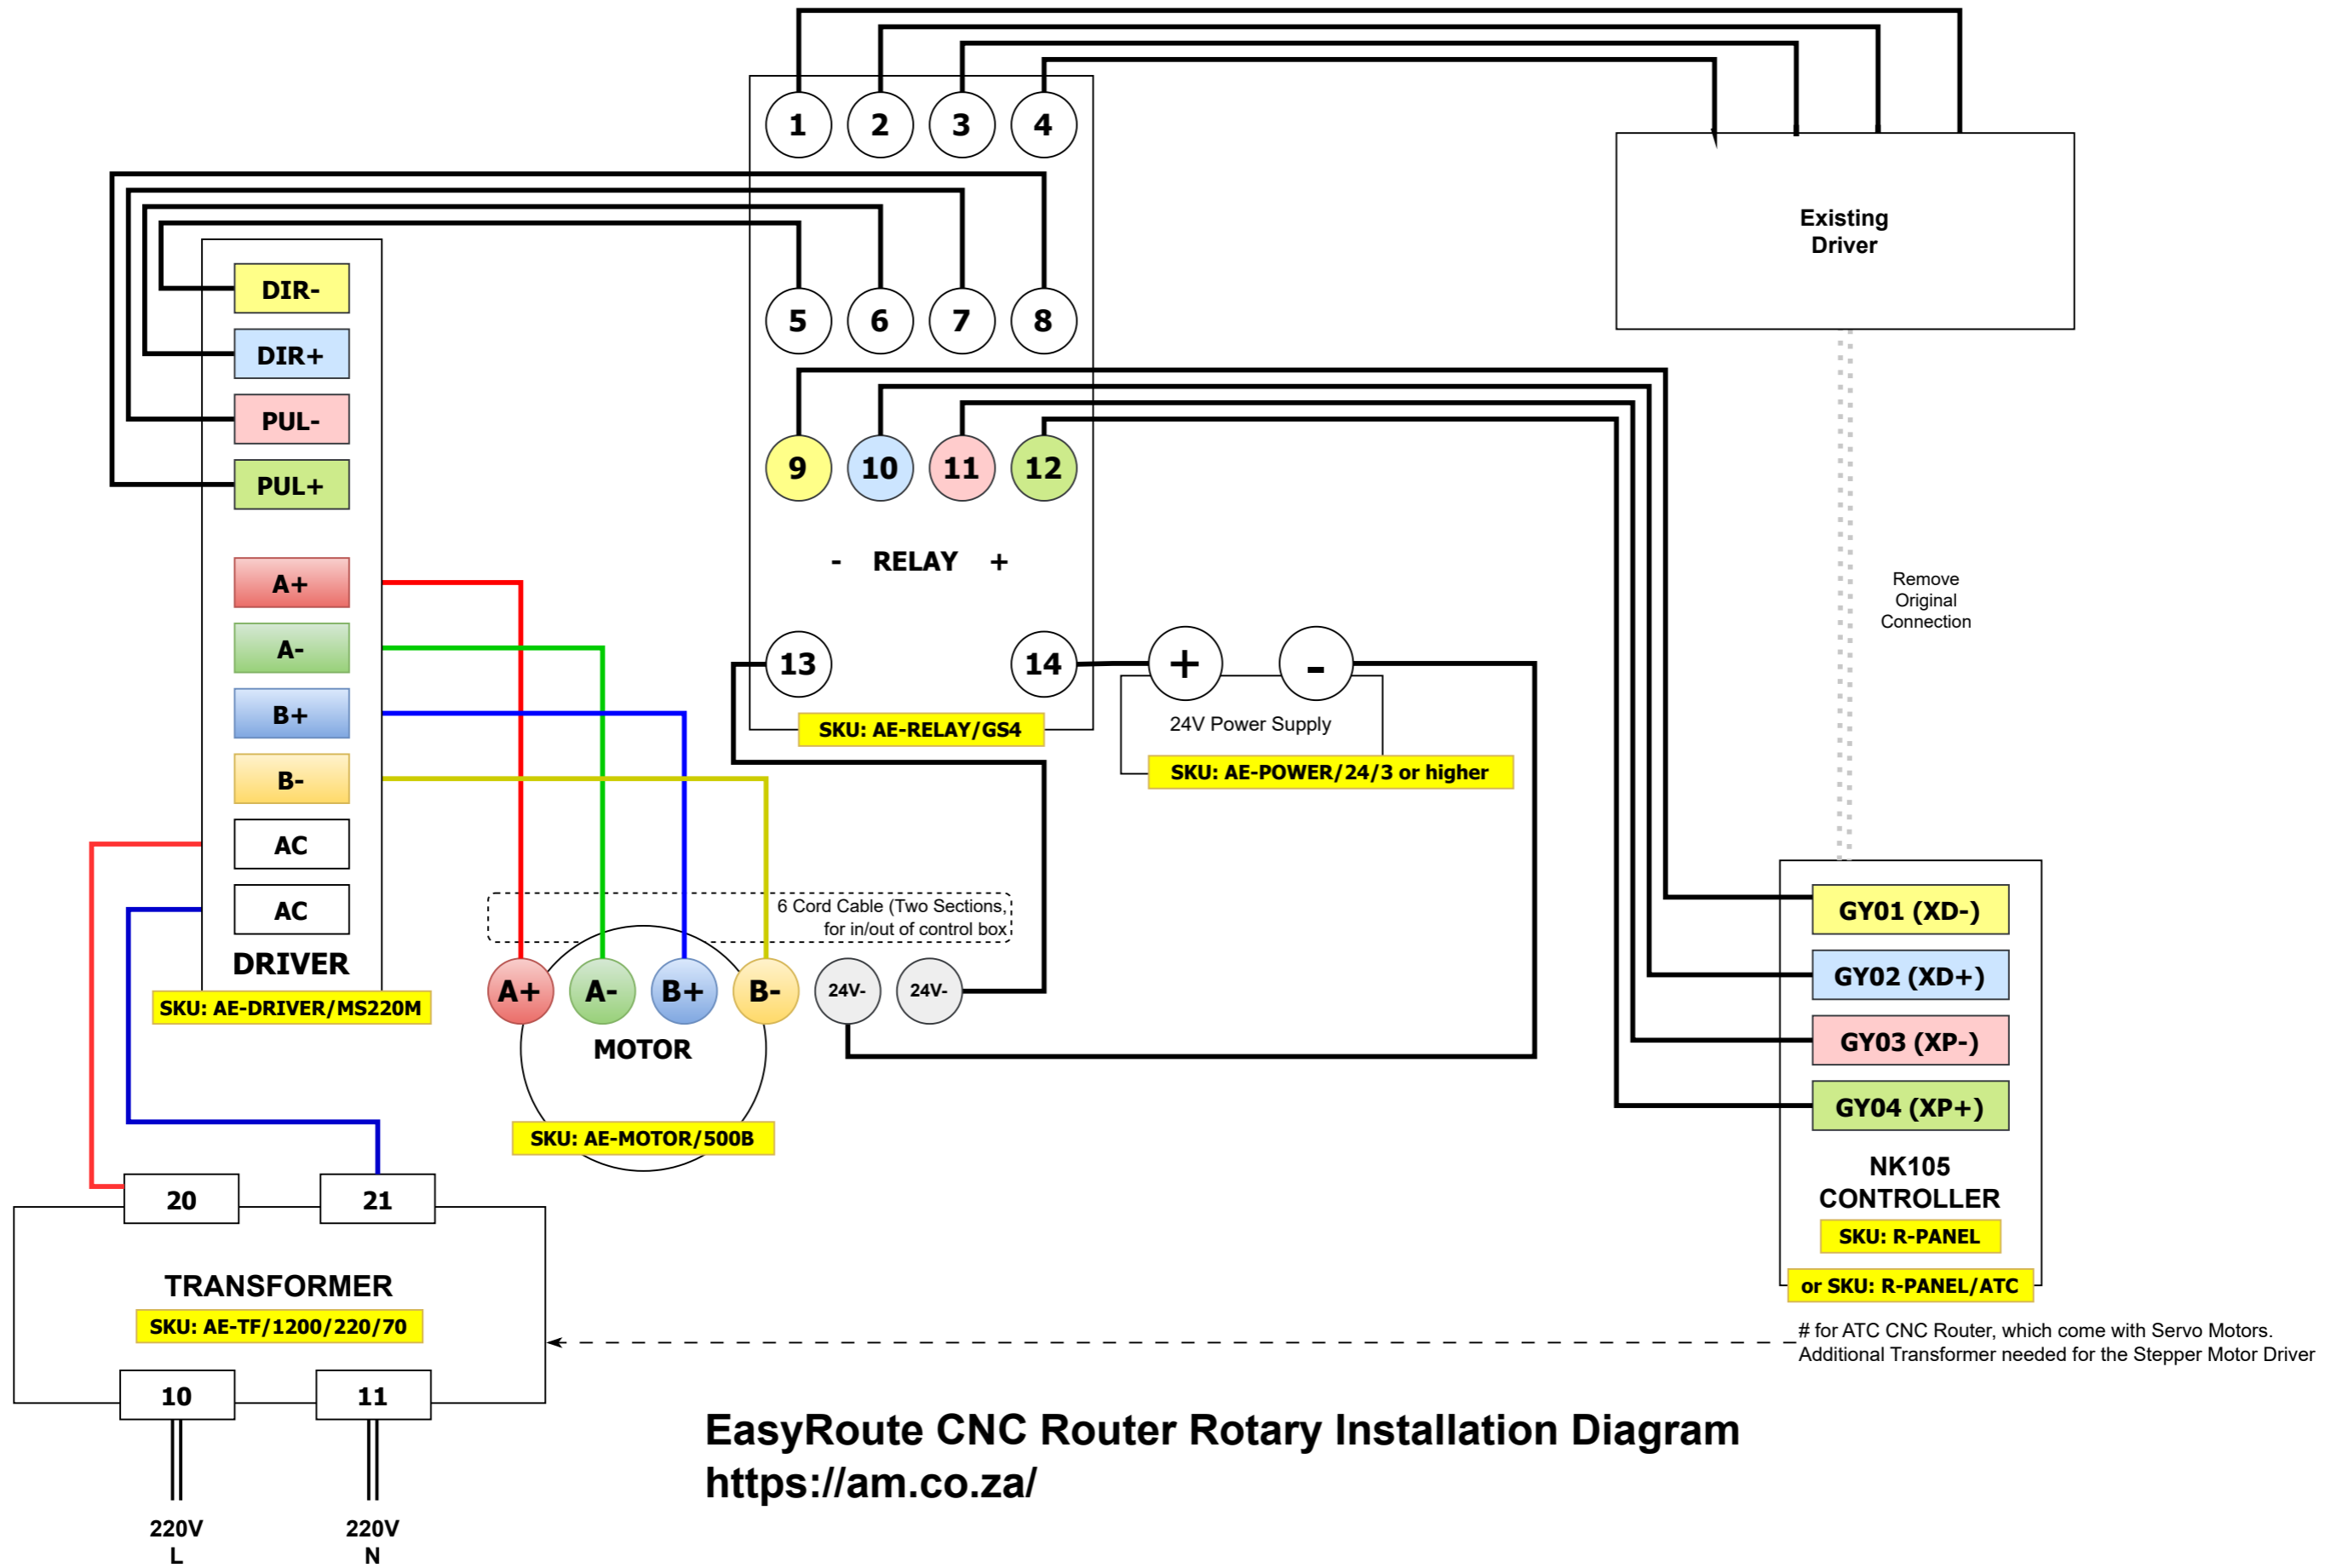 1 2 3 4
Existing
Driver
DIR-
DIR+
PUL-
PUL+
5 6 7 8
9 10 11 12
- RELAY +
13 14
+ -
24V Power Supply
SKU: AE-RELAY/GS4
SKU: AE-POWER/24/3 or higher
Remove
Original
Connection
A+
A-
B+
B-
AC
AC
DRIVER
SKU: AE-DRIVER/MS220M
6 Cord Cable (Two Sections,
for in/out of control box
A+ A- B+ B- 24V- 24V-
MOTOR
SKU: AE-MOTOR/500B
GY01 (XD-)
GY02 (XD+)
GY03 (XP-)
GY04 (XP+)
NK105
CONTROLLER
SKU: R-PANEL
or SKU: R-PANEL/ATC
20 21
TRANSFORMER
SKU: AE-TF/1200/220/70
10 11
220V 220V
L N
# for ATC CNC Router, which come with Servo Motors.
Additional Transformer needed for the Stepper Motor Driver
EasyRoute CNC Router Rotary Installation Diagram
https://am.co.za/